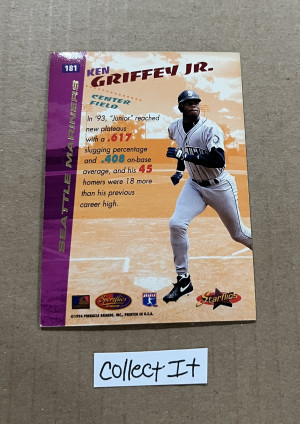 181
KEN
GRIFFEY JR.
CENTER
FIELD
In '93, "Junior" reached
new plateaus
with a .617
slugging percentage
and .408 on-base
average, and his 45
homers were 18 more
than his previous
career high.
SEATTLE MARINERS
Sportflics
Starflics
©1994 PINNACLE BRANDS, INC., PRINTED IN U.S.A.
Collect It